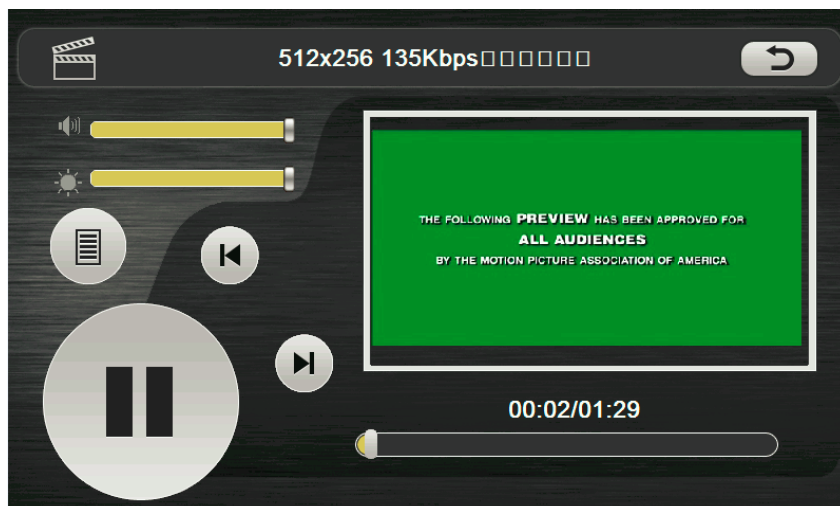 512x256 135Kbps□□□□□□
THE FOLLOWING PREVIEW HAS BEEN APPROVED FOR
ALL AUDIENCES
BY THE MOTION PICTURE ASSOCIATION OF AMERICA
00:02/01:29